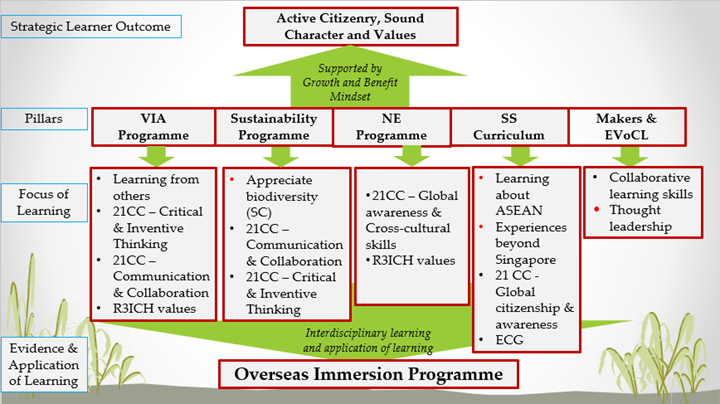 Strategic Learner Outcome
Active Citizenry, Sound
Character and Values
Supported by
Growth and Benefit
Mindset
Pillars
VIA
Programme
Sustainability
Programme
NE
Programme
SS
Curriculum
Makers &
EVoCL
Focus of
Learning
• Learning from
others
• 21CC – Critical
& Inventive
Thinking
• 21CC –
Communication
& Collaboration
• R3ICH values
• Appreciate
biodiversity
(SC)
• 21CC –
Communication
& Collaboration
• 21CC – Critical
& Inventive
Thinking
•21CC – Global
awareness &
Cross-cultural
skills
•R3ICH values
• Learning
about
ASEAN
• Experiences
beyond
Singapore
• 21 CC -
Global
citizenship &
awareness
• ECG
• Collaborative
learning skills
• Thought
leadership
Evidence &
Application
of Learning
Interdisciplinary learning
and application of learning
Overseas Immersion Programme